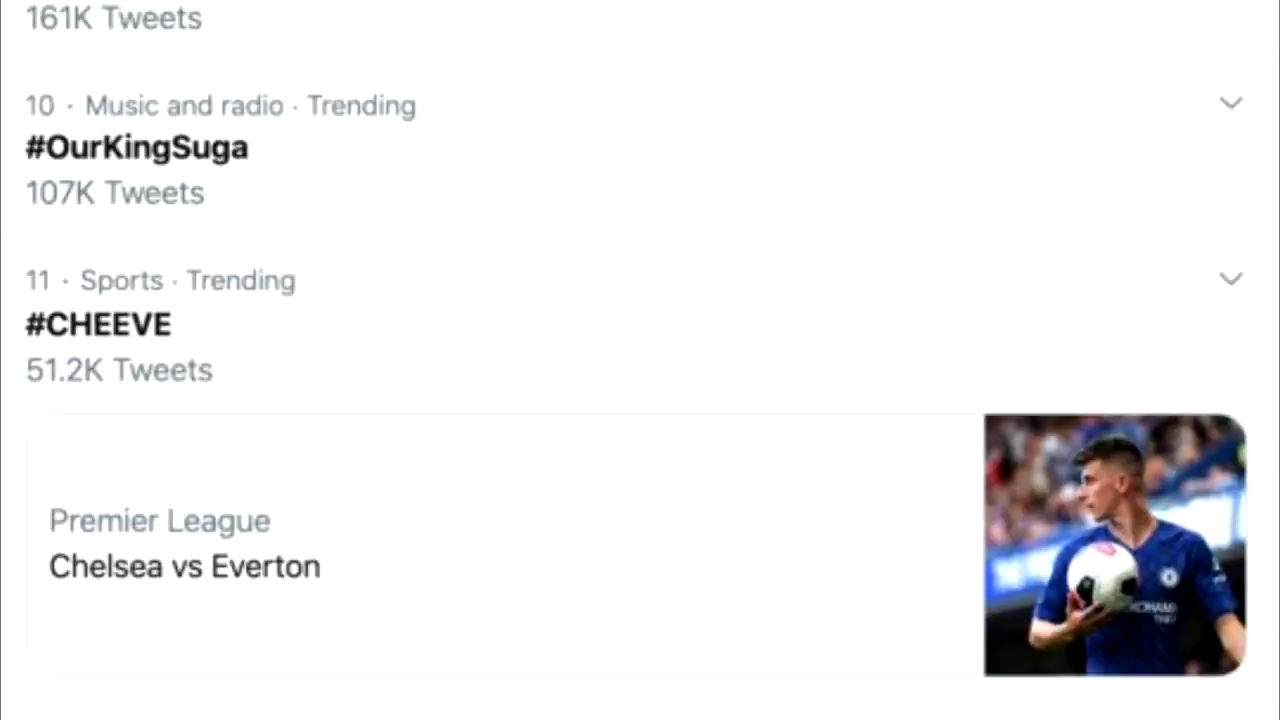 161K Tweets
10 · Music and radio · Trending
#OurKingSuga
107K Tweets
11 · Sports · Trending
#CHEEVE
51.2K Tweets
Premier League
Chelsea vs Everton